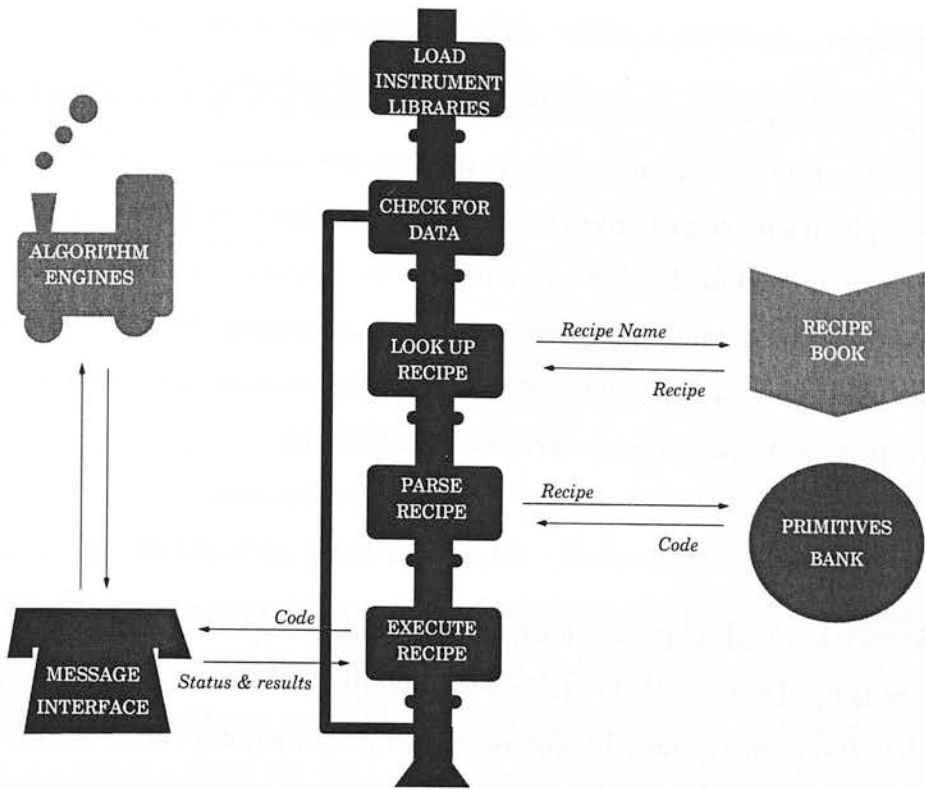 LOAD
INSTRUMENT
LIBRARIES
CHECK FOR
DATA
ALGORITHM
ENGINES
LOOK UP
RECIPE
Recipe Name
Recipe
RECIPE
BOOK
PARSE
RECIPE
Recipe
Code
PRIMITIVES
BANK
EXECUTE
RECIPE
Code
Status & results
MESSAGE
INTERFACE